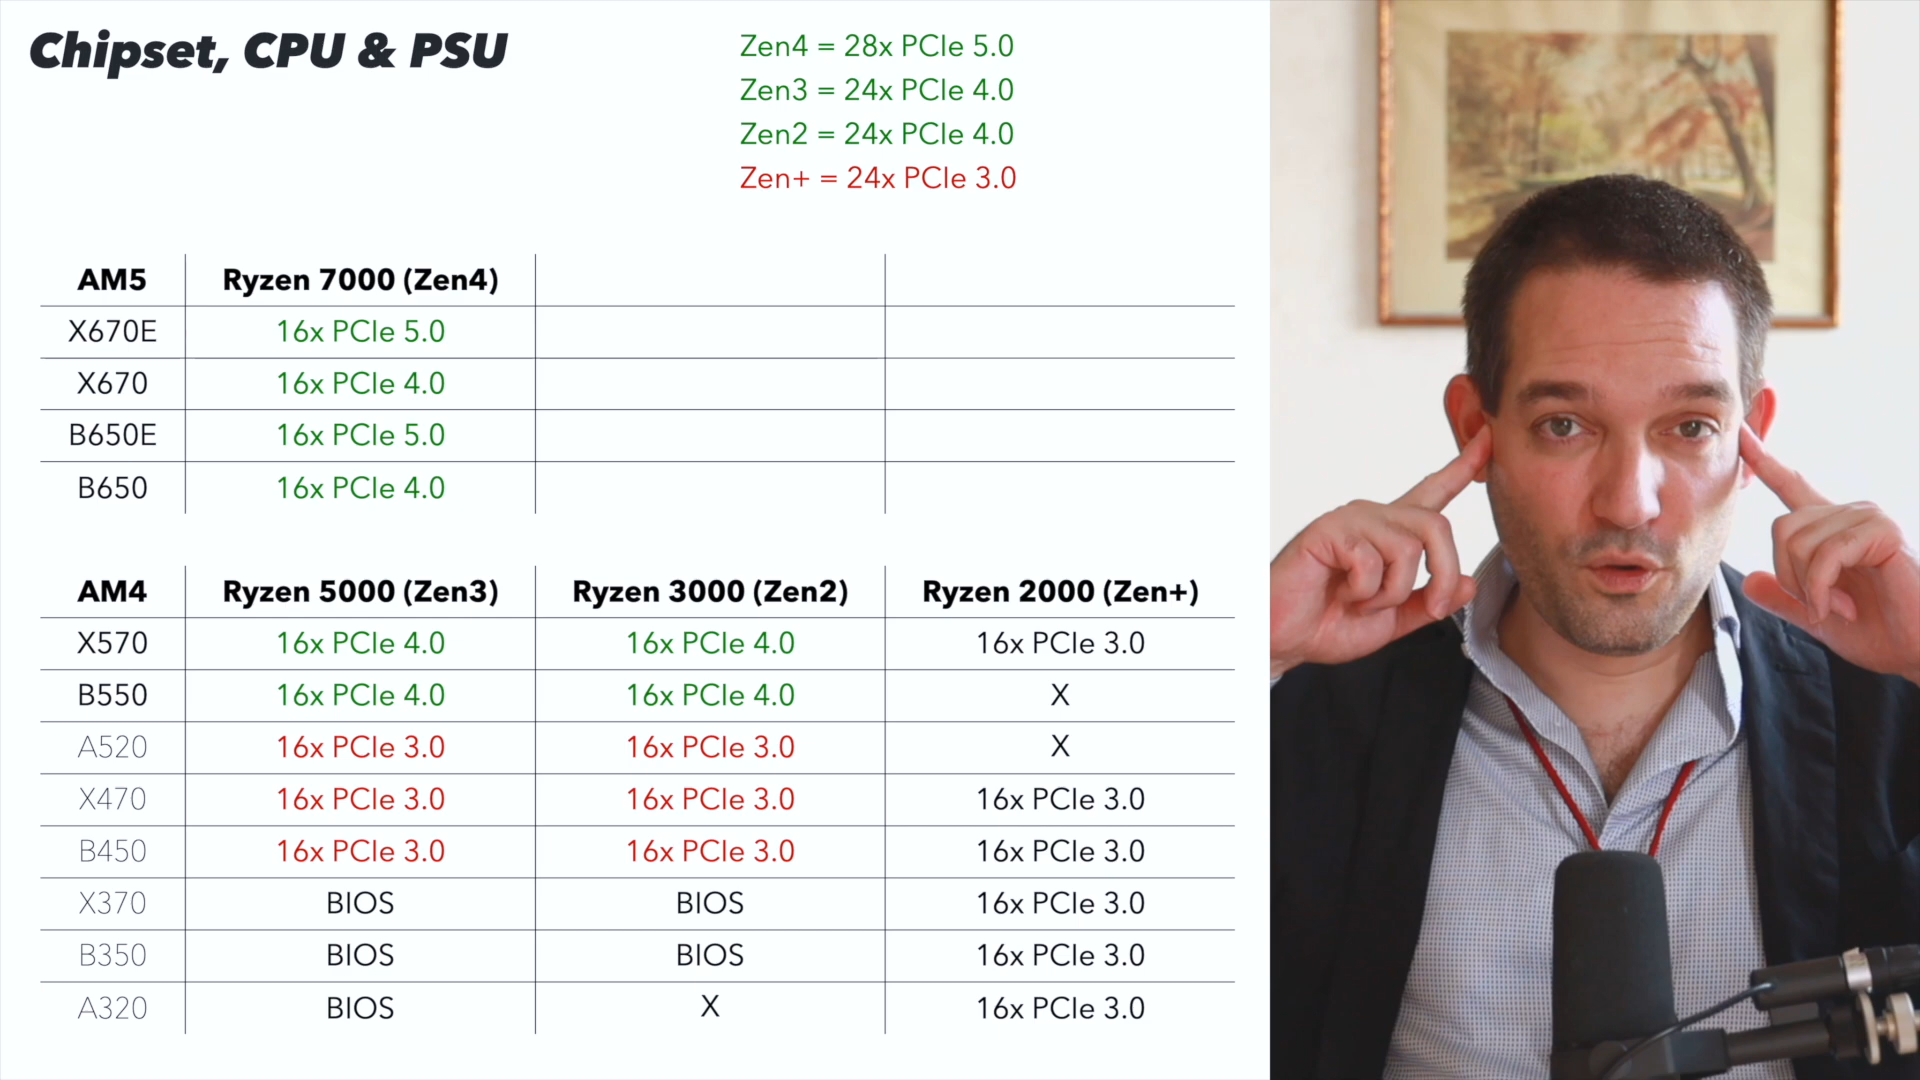 Chipset, CPU & PSU
Zen4 = 28x PCIe 5.0
Zen3 = 24x PCIe 4.0
Zen2 = 24x PCIe 4.0
Zen+ = 24x PCIe 3.0
AM5 Ryzen 7000 (Zen4)
X670E 16x PCIe 5.0
X670 16x PCIe 4.0
B650E 16x PCIe 5.0
B650 16x PCIe 4.0
AM4 Ryzen 5000 (Zen3) Ryzen 3000 (Zen2) Ryzen 2000 (Zen+)
X570 16x PCIe 4.0 16x PCIe 4.0 16x PCIe 3.0
B550 16x PCIe 4.0 16x PCIe 4.0 X
A520 16x PCIe 3.0 16x PCIe 3.0 X
X470 16x PCIe 3.0 16x PCIe 3.0 16x PCIe 3.0
B450 16x PCIe 3.0 16x PCIe 3.0 16x PCIe 3.0
X370 BIOS BIOS 16x PCIe 3.0
B350 BIOS BIOS 16x PCIe 3.0
A320 BIOS X 16x PCIe 3.0